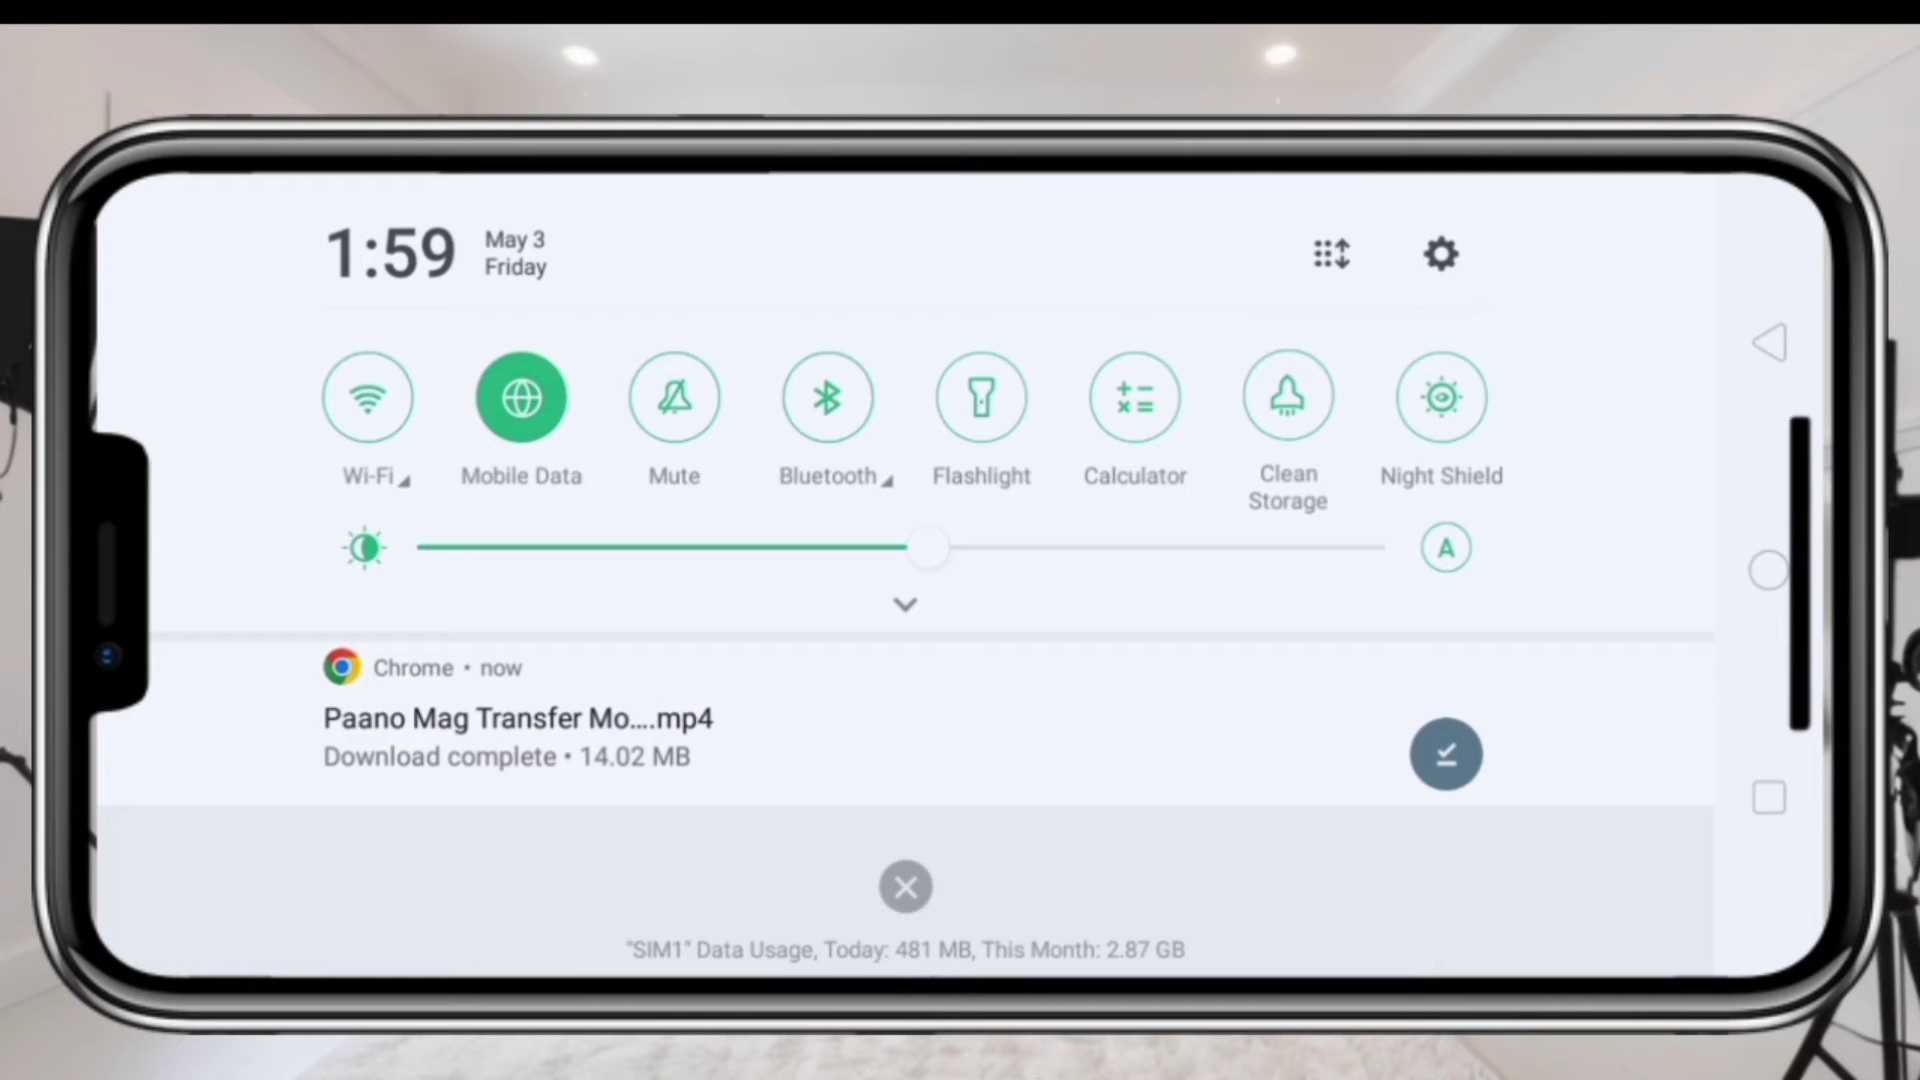 1:59
May 3
Friday
Wi-Fi
Mobile Data
Mute
Bluetooth
Flashlight
Calculator
Clean
Storage
Night Shield
A
Chrome • now
Paano Mag Transfer Mo....mp4
Download complete • 14.02 MB
"SIM1" Data Usage, Today: 481 MB, This Month: 2.87 GB